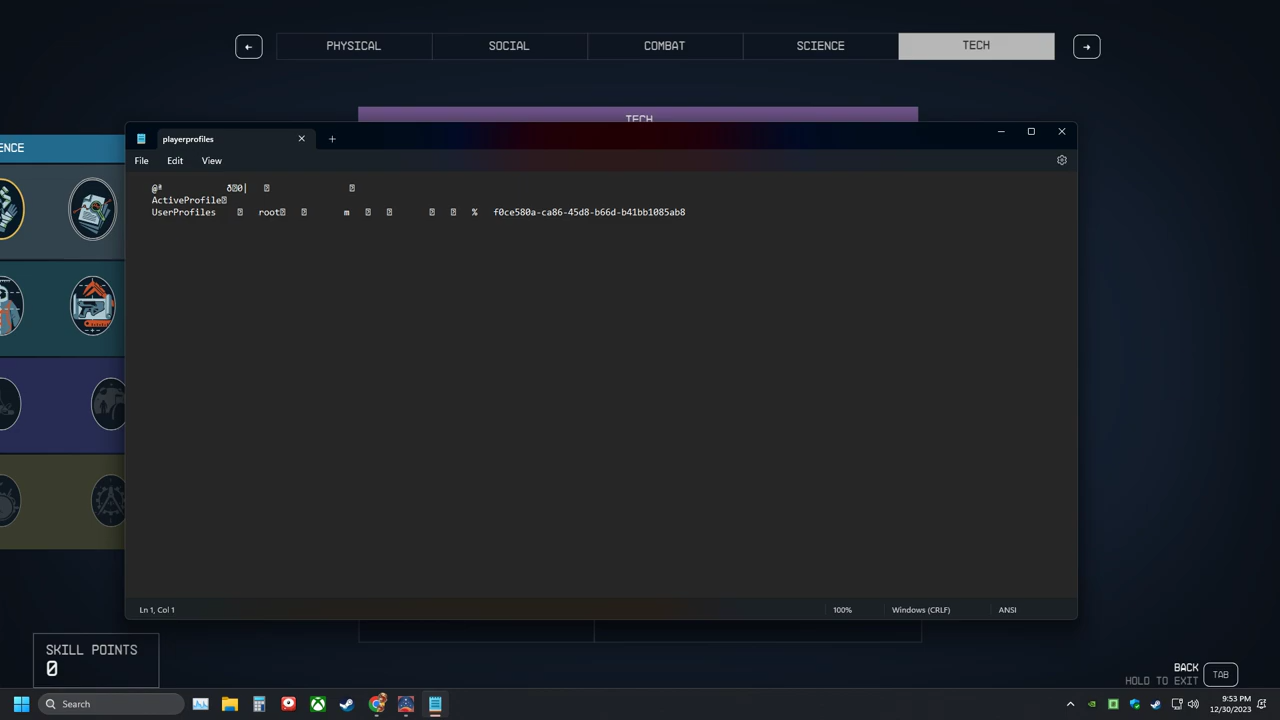 ←
PHYSICAL
SOCIAL
COMBAT
SCIENCE
TECH
→
TECH
ENCE
playerprofiles
File
Edit
View
ActiveProfile
UserProfiles root m % f0ce580a-ca86-45d8-b66d-b41bb1085ab8
Ln 1, Col 1
100%
Windows (CRLF)
ANSI
SKILL POINTS
0
BACK
HOLD TO EXIT
TAB
Search
9:53 PM
12/30/2023